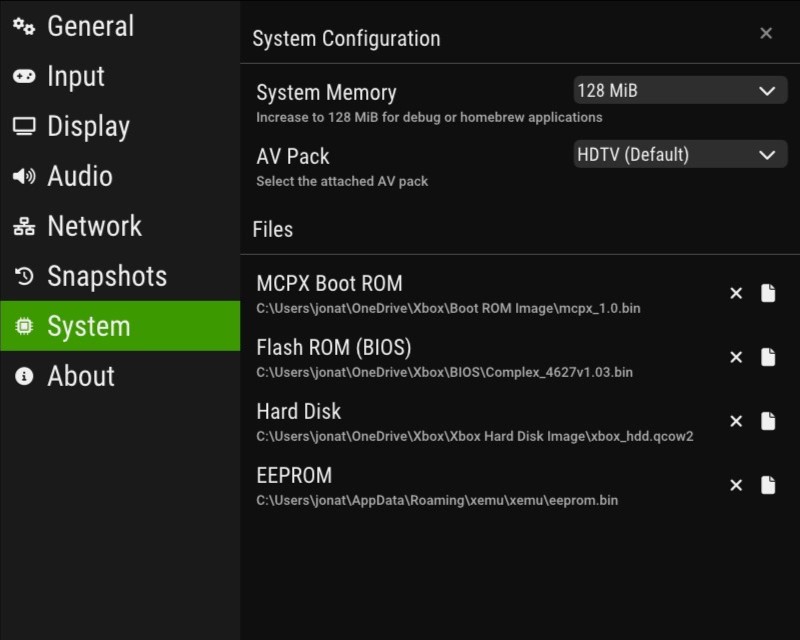 General
Input
Display
Audio
Network
Snapshots
System
About
System Configuration
System Memory
128 MiB
Increase to 128 MiB for debug or homebrew applications
AV Pack
HDTV (Default)
Select the attached AV pack
Files
MCPX Boot ROM
C:\Users\jonat\OneDrive\Xbox\Boot ROM Image\mcpx_1.0.bin
Flash ROM (BIOS)
C:\Users\jonat\OneDrive\Xbox\BIOS\Complex_4627v1.03.bin
Hard Disk
C:\Users\jonat\OneDrive\Xbox\Xbox Hard Disk Image\xbox_hdd.qcow2
EEPROM
C:\Users\jonat\AppData\Roaming\xemu\xemu\eeprom.bin